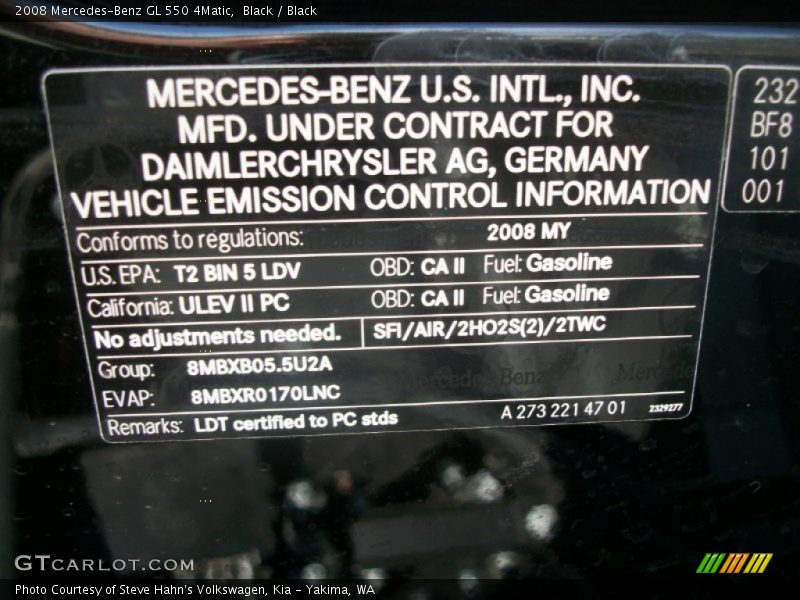 2008 Mercedes-Benz GL 550 4Matic,  Black / Black
MERCEDES-BENZ U.S. INTL., INC.
MFD. UNDER CONTRACT FOR
DAIMLERCHRYSLER AG, GERMANY
VEHICLE EMISSION CONTROL INFORMATION
232
BF8
101
001
Conforms to regulations: 2008 MY
U.S. EPA: T2 BIN 5 LDV OBD: CA II Fuel: Gasoline
California: ULEV II PC OBD: CA II Fuel: Gasoline
No adjustments needed. SFI/AIR/2HO2S(2)/2TWC
Group: 8MBXB05.5U2A
EVAP: 8MBXR0170LNC
Mercedes-Benz
Remarks: LDT certified to PC stds A 273 221 47 01 2329277
GTCARLOT.COM
Photo Courtesy of Steve Hahn's Volkswagen, Kia - Yakima, WA